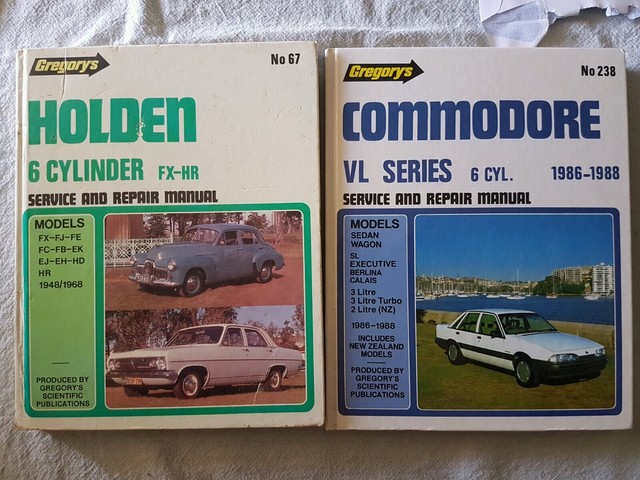 Gregory's
No 67
HOLDEN
6 CYLINDER FX-HR
SERVICE AND REPAIR MANUAL
MODELS
FX-FJ-FE
FC-FB-EK
EJ-EH-HD
HR
1948/1968
PRODUCED BY
GREGORY'S
SCIENTIFIC
PUBLICATIONS
Gregory's
No 238
COMMODORE
VL SERIES 6 CYL. 1986-1988
SERVICE AND REPAIR MANUAL
MODELS
SEDAN
WAGON
SL
EXECUTIVE
BERLINA
CALAIS
3 Litre
3 Litre Turbo
2 Litre (NZ)
1986-1988
INCLUDES
NEW ZEALAND
MODELS
PRODUCED BY
GREGORY'S
SCIENTIFIC
PUBLICATIONS